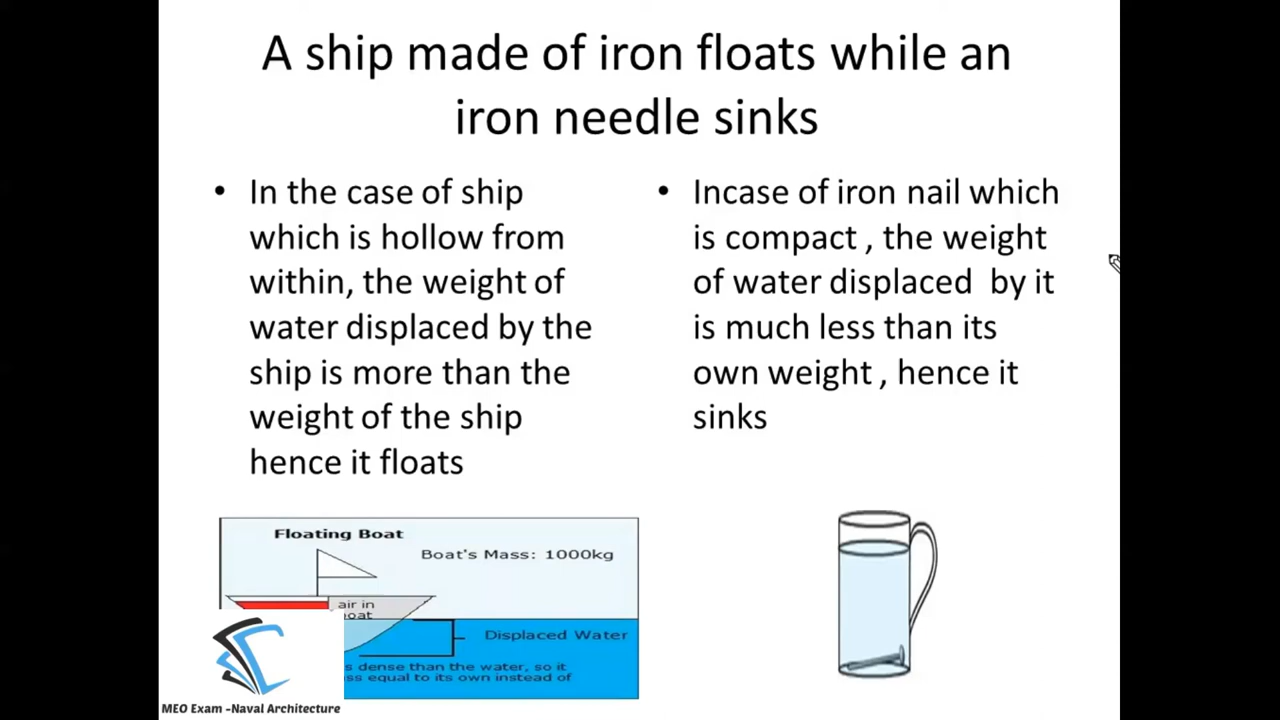 A ship made of iron floats while an
iron needle sinks
• In the case of ship
which is hollow from
within, the weight of
water displaced by the
ship is more than the
weight of the ship
hence it floats
• Incase of iron nail which
is compact , the weight
of water displaced by it
is much less than its
own weight , hence it
sinks
Floating Boat
Boat's Mass: 1000kg
air in
Displaced Water
dense than the water, so it
equal to its own instead of
MEO Exam -Naval Architecture